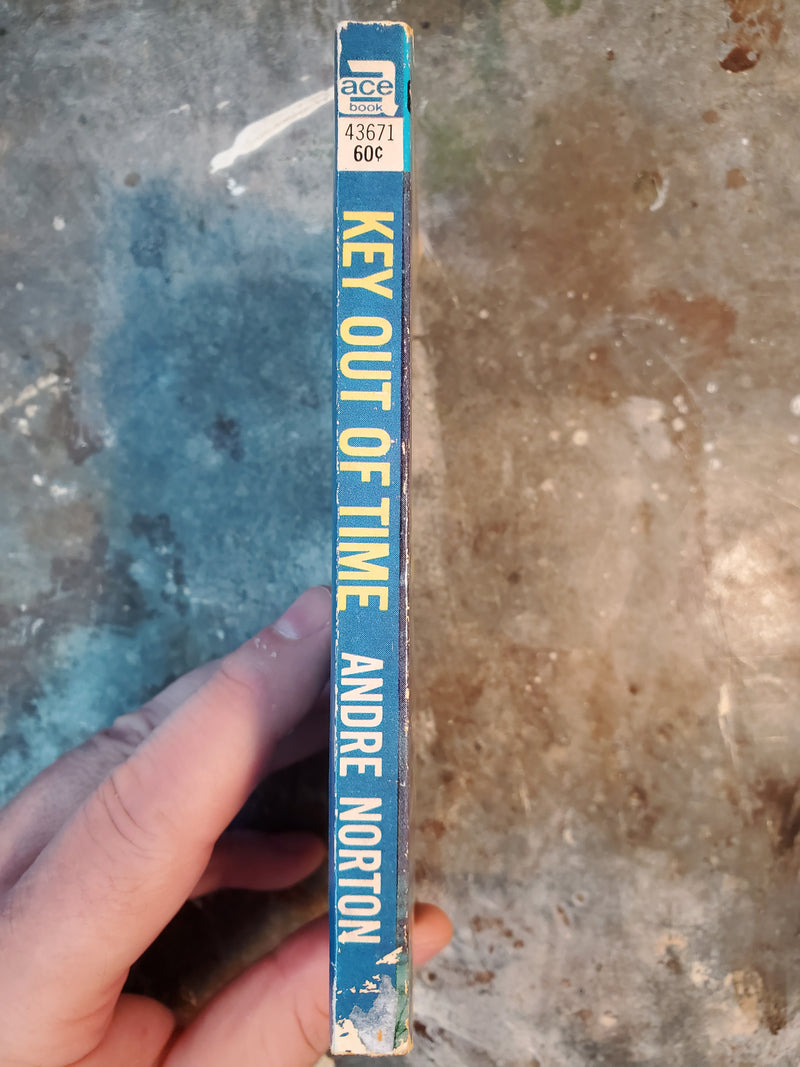 ace
book
43671
60¢
KEY OUT OF TIME ANDRE NORTON